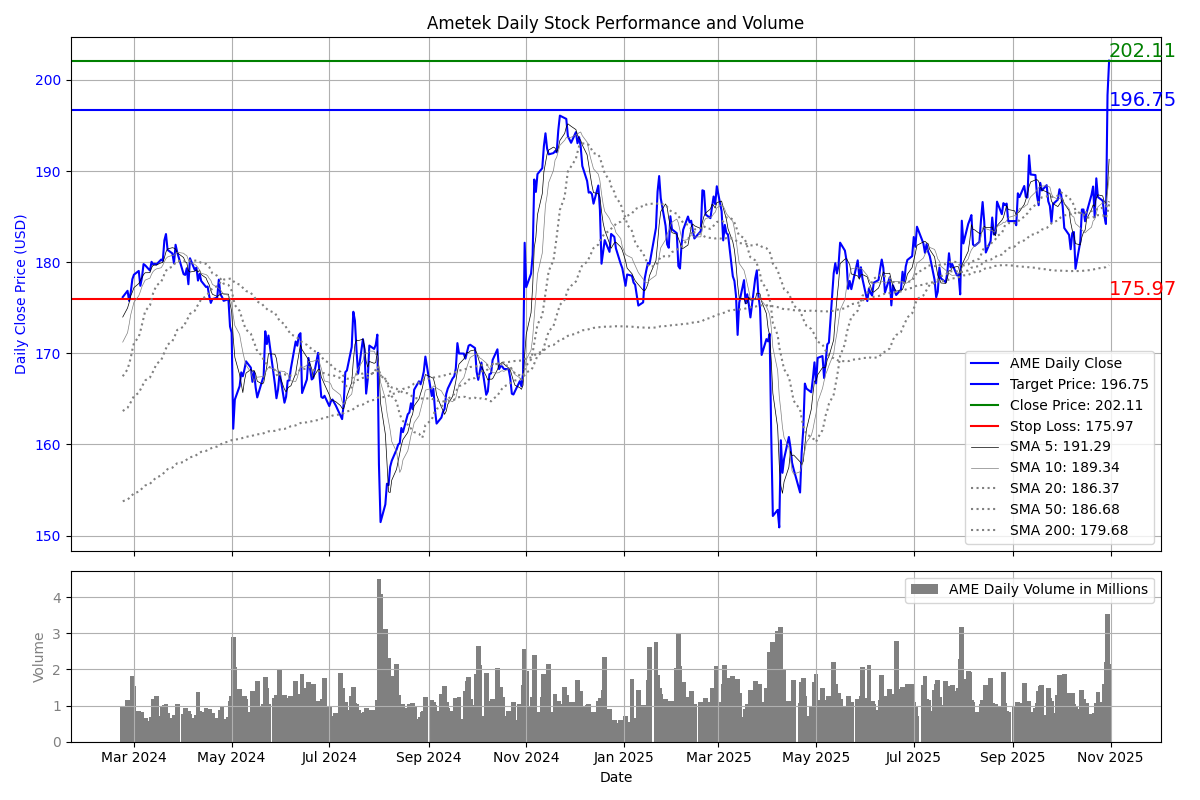 Ametek Daily Stock Performance and Volume
202.11
196.75
175.97
200
190
180
170
160
150
Daily Close Price (USD)
AME Daily Close
Target Price: 196.75
Close Price: 202.11
Stop Loss: 175.97
SMA 5: 191.29
SMA 10: 189.34
SMA 20: 186.37
SMA 50: 186.68
SMA 200: 179.68
AME Daily Volume in Millions
4
3
2
1
0
Volume
Mar 2024 May 2024 Jul 2024 Sep 2024 Nov 2024 Jan 2025 Mar 2025 May 2025 Jul 2025 Sep 2025 Nov 2025
Date